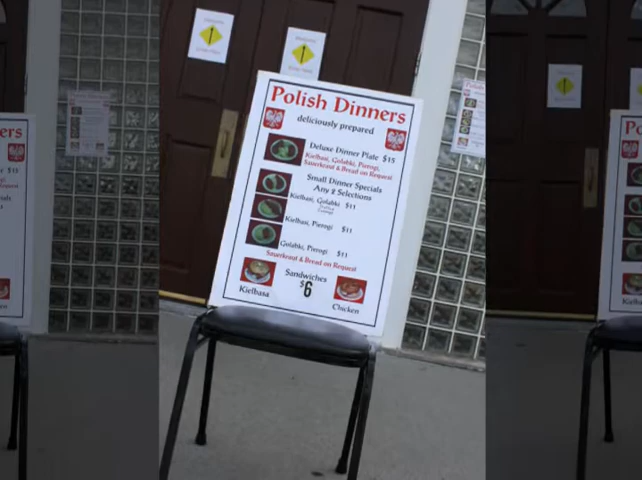 Polish Dinners
deliciously prepared
Deluxe Dinner Plate $15
Kielbasi, Golabki, Pierogi,
Sauerkraut & Bread on Request
Small Dinner Specials
Any 2 Selections
Kielbasi, Golabki $11
Kielbasi, Pierogi $11
Golabki, Pierogi $11
Sauerkraut & Bread on Request
Sandwiches
$6
Kielbasa
Chicken